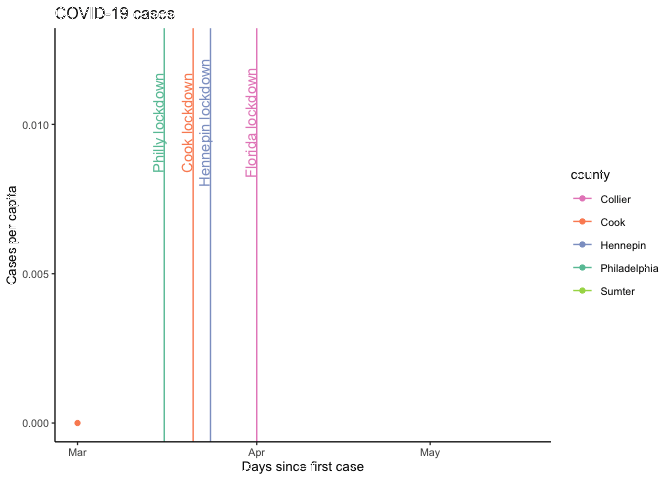 COVID-19 cases
Philly lockdown
Cook lockdown
Hennepin lockdown
Florida lockdown
0.010
0.005
0.000
Cases per capita
Mar
Apr
May
Days since first case
county
Collier
Cook
Hennepin
Philadelphia
Sumter